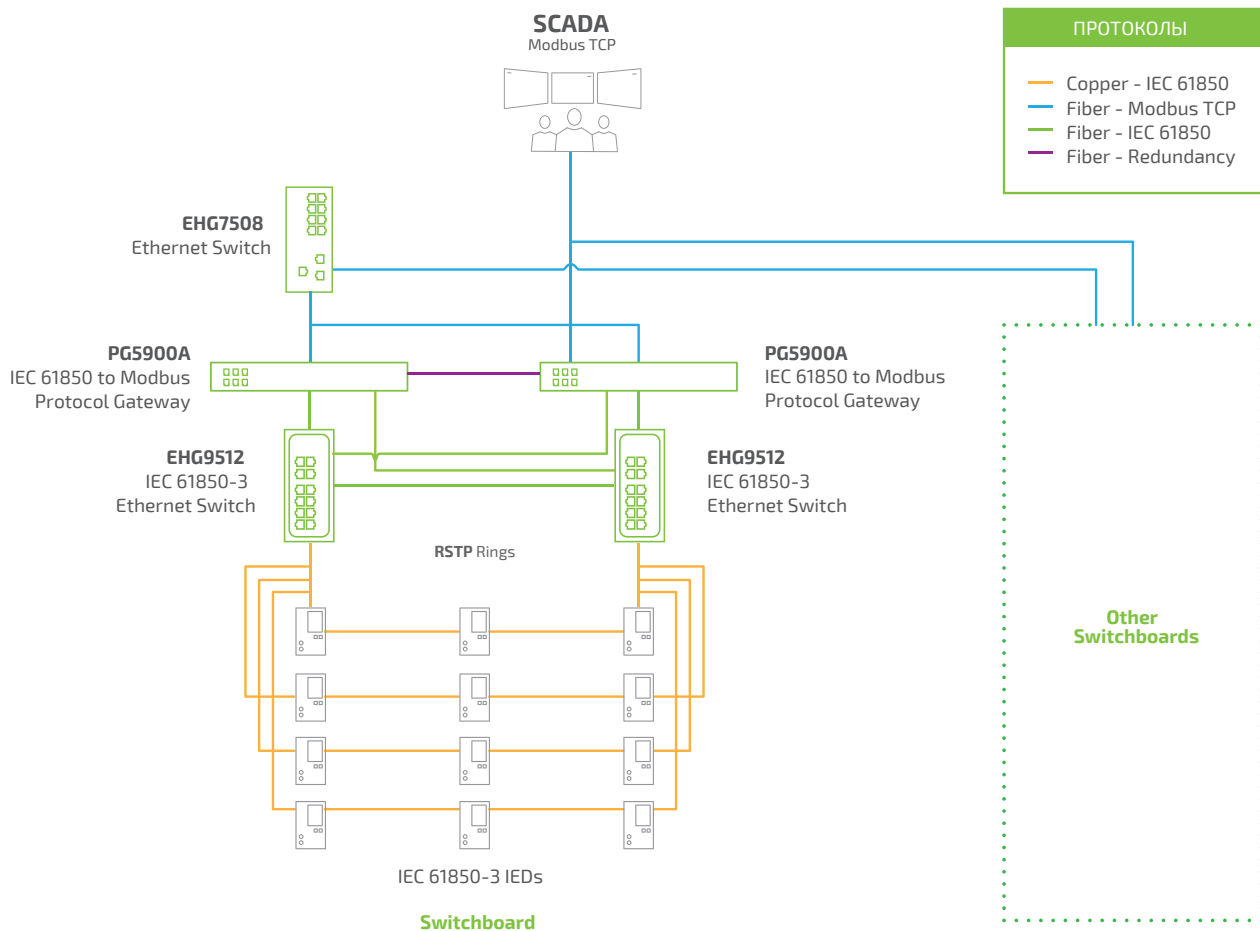 SCADA
Modbus TCP
ПРОТОКОЛЫ
Copper - IEC 61850
Fiber - Modbus TCP
Fiber - IEC 61850
Fiber - Redundancy
EHG7508
Ethernet Switch
PG5900A
IEC 61850 to Modbus
Protocol Gateway
PG5900A
IEC 61850 to Modbus
Protocol Gateway
EHG9512
IEC 61850-3
Ethernet Switch
EHG9512
IEC 61850-3
Ethernet Switch
RSTP Rings
Other
Switchboards
IEC 61850-3 IEDs
Switchboard